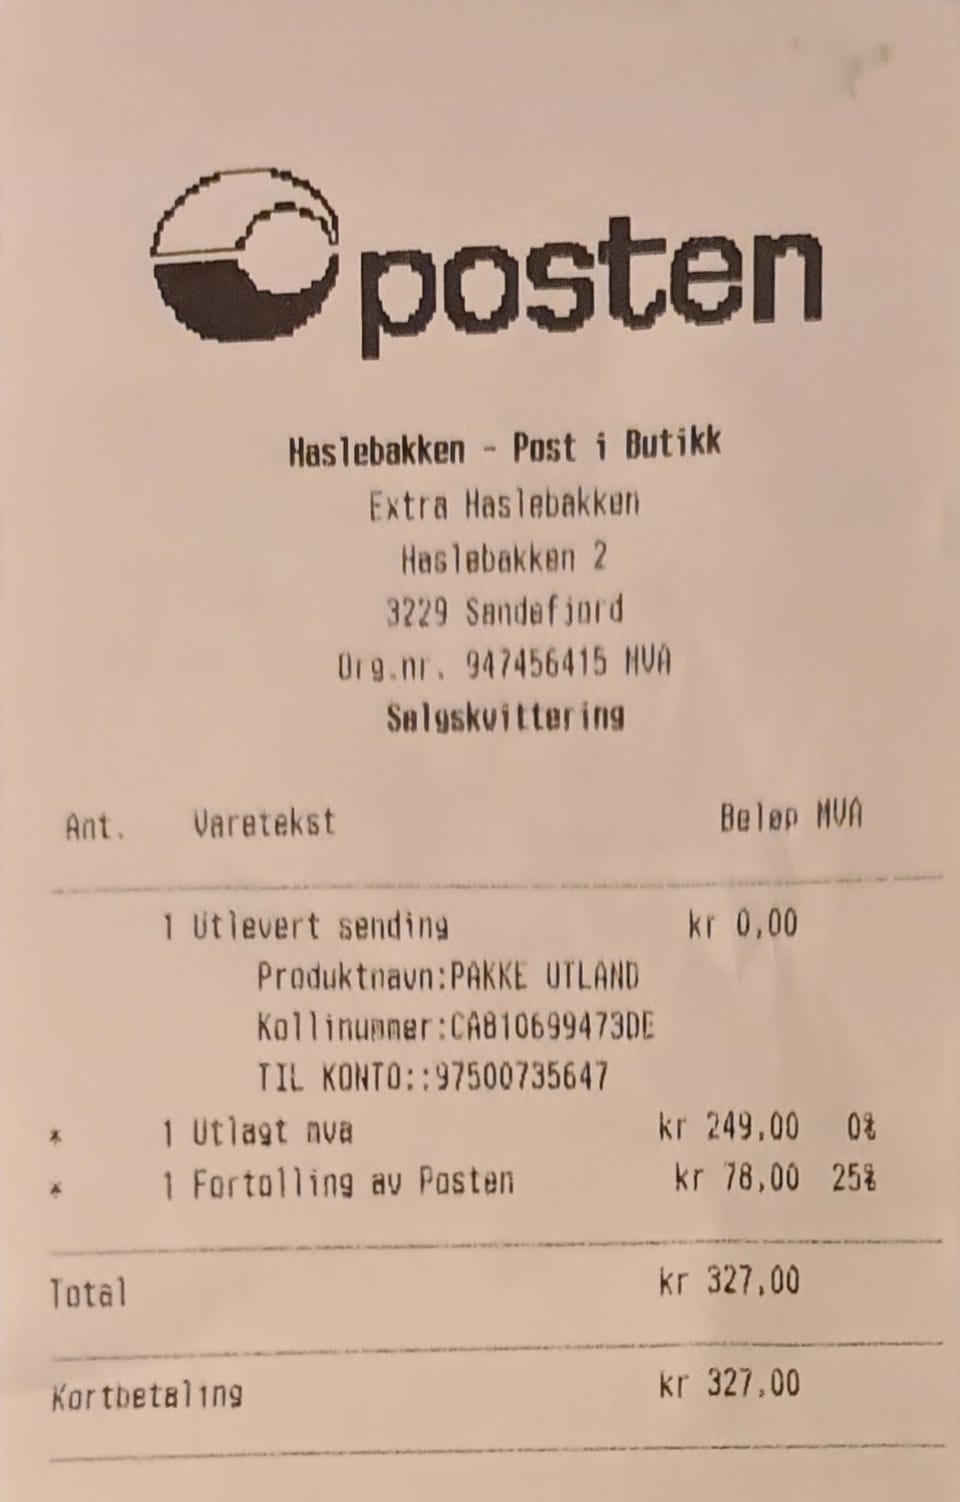 posten
Haslebakken - Post i Butikk
Extra Haslebakken
Haslebakken 2
3229 Sandefjord
Org.nr. 947456415 MVA
Salgskvittering
Ant. Varetekst Beløp MVA
1 Utlevert sending kr 0,00
Produktnavn:PAKKE UTLAND
Kollinummer:CA810699473DE
TIL KONTO::97500735647
* 1 Utlagt mva kr 249,00 0%
* 1 Fortolling av Posten kr 78,00 25%
Total kr 327,00
Kortbetaling kr 327,00